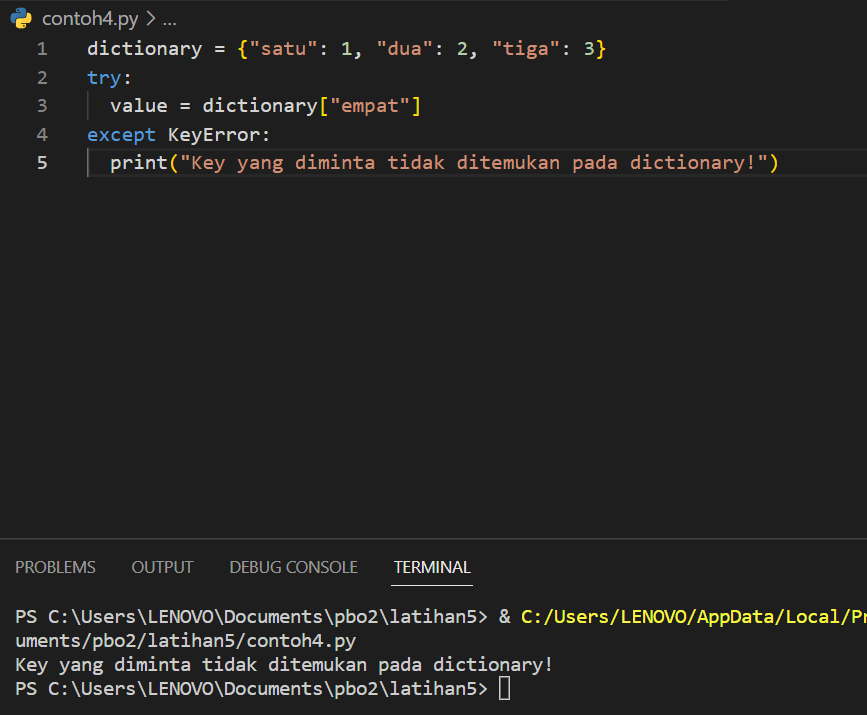 contoh4.py > ...
1 dictionary = {"satu": 1, "dua": 2, "tiga": 3}
2 try:
3   value = dictionary["empat"]
4 except KeyError:
5   print("Key yang diminta tidak ditemukan pada dictionary!")
PROBLEMS OUTPUT DEBUG CONSOLE TERMINAL
PS C:\Users\LENOVO\Documents\pbo2\latihan5> & C:/Users/LENOVO/AppData/Local/Pr
uments/pbo2/latihan5/contoh4.py
Key yang diminta tidak ditemukan pada dictionary!
PS C:\Users\LENOVO\Documents\pbo2\latihan5>